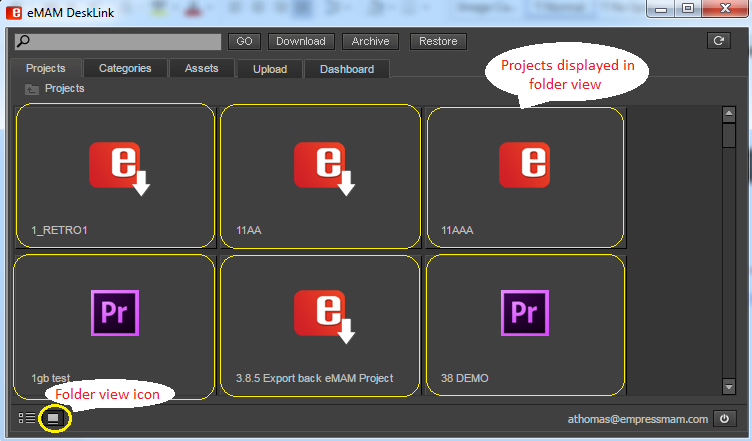 eMAM DeskLink
GO
Download
Archive
Restore
Projects
Categories
Assets
Upload
Dashboard
Projects displayed in
folder view
Projects
e
e
e
1_RETRO1
11AA
11AAA
Pr
e
Pr
1gb test
3.8.5 Export back eMAM Project
38 DEMO
Folder view icon
athomas@empressmam.com